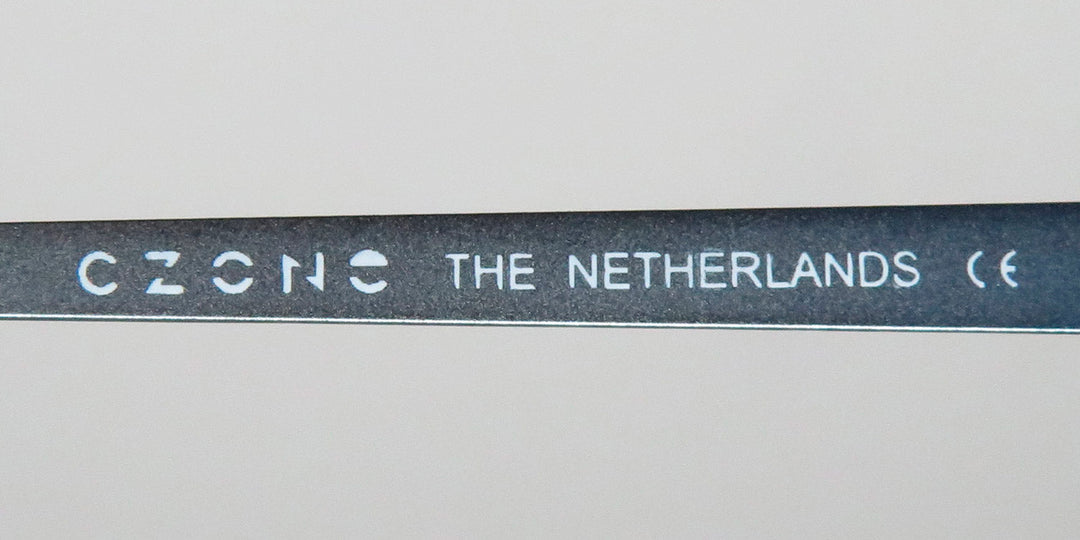 CZONE THE NETHERLANDS CE